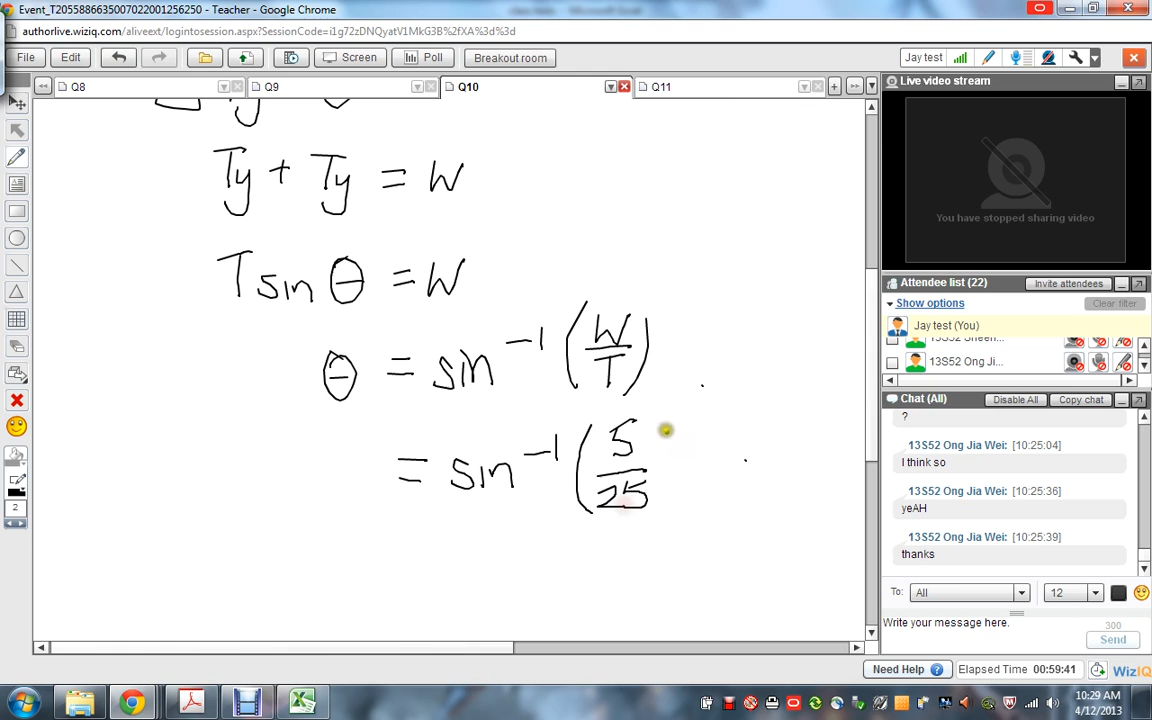 Event_T2055886635007022001256250 - Teacher - Google Chrome
authorlive.wiziq.com/aliveext/logintosession.aspx?SessionCode=i1g72zDNQyatV1MkG3B%2fXA%3d%3d
File Edit Screen Poll Breakout room Jay test
Q8 Q9 Q10 Q11
Ty + Ty = W
T sin θ = W
θ = sin⁻¹ (W/T)
= sin⁻¹ (5/25
Live video stream
You have stopped sharing video
Attendee list (22) Invite attendees
Show options Clear filter
Jay test (You)
13S52 Ong Ji...
Chat (All) Disable All Copy chat
?
13S52 Ong Jia Wei: [10:25:04]
I think so
13S52 Ong Jia Wei: [10:25:36]
yeAH
13S52 Ong Jia Wei: [10:25:39]
thanks
To: All 12
Write your message here.
300
Send
2
Need Help ? Elapsed Time 00:59:41 WizIQ
10:29 AM
4/12/2013